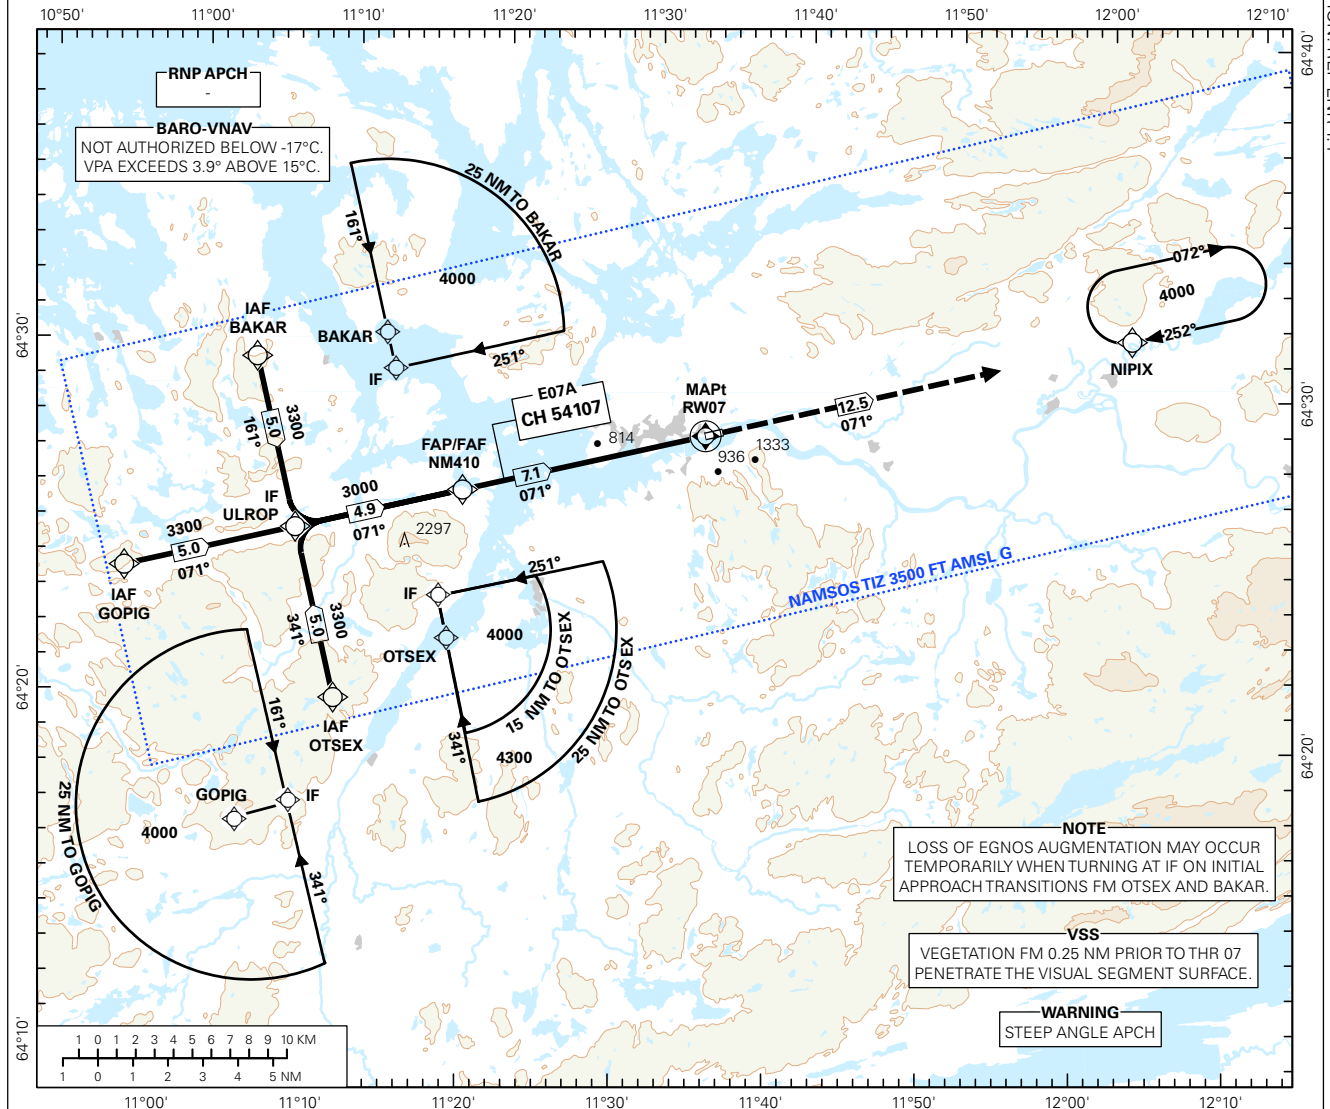 10°50'
11°00'
11°10'
11°20'
11°30'
11°40'
11°50'
12°00'
12°10'
64°40'
RNP APCH
-
BARO-VNAV
NOT AUTHORIZED BELOW -17°C.
VPA EXCEEDS 3.9° ABOVE 15°C.
25 NM TO BAKAR
161°
4000
BAKAR
IF
251°
072°
4000
252°
NIPIX
IAF
BAKAR
64°30'
64°30'
3300
5.0
161°
E07A
CH 54107
814
MAPt
RW07
12.5
071°
936
1333
FAP/FAF
NM410
7.1
071°
IF
ULROP
3000
4.9
071°
3300
5.0
071°
IAF
GOPIG
2297
3300
5.0
341°
IAF
OTSEX
IF
251°
OTSEX
4000
15 NM TO OTSEX
25 NM TO OTSEX
341°
4300
NAMSOS TIZ 3500 FT AMSL G
64°20'
64°20'
161°
GOPIG
IF
4000
25 NM TO GOPIG
341°
NOTE
LOSS OF EGNOS AUGMENTATION MAY OCCUR
TEMPORARILY WHEN TURNING AT IF ON INITIAL
APPROACH TRANSITIONS FM OTSEX AND BAKAR.
VSS
VEGETATION FM 0.25 NM PRIOR TO THR 07
PENETRATE THE VISUAL SEGMENT SURFACE.
WARNING
STEEP ANGLE APCH
64°10'
1 0 1 2 3 4 5 6 7 8 9 10 KM
1 0 1 2 3 4 5 NM
11°00'
11°10'
11°20'
11°30'
11°40'
11°50'
12°00'
12°10'